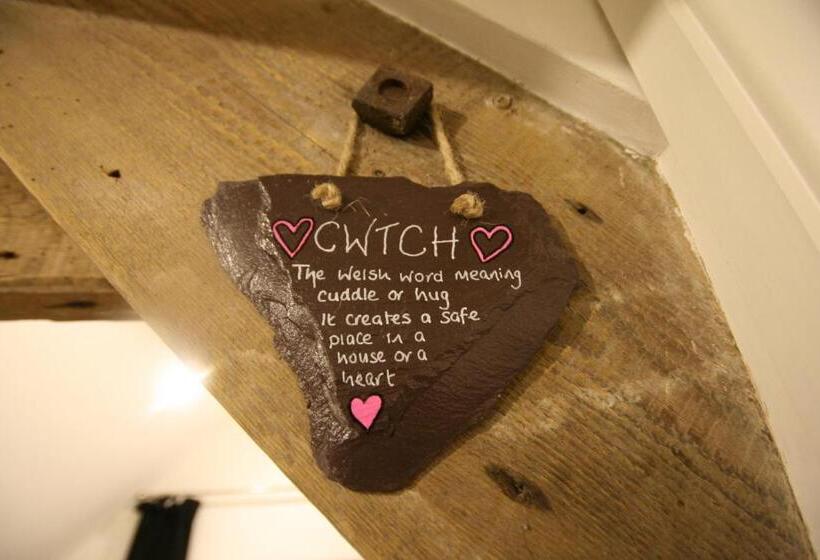 CWTCH
The Welsh word meaning
cuddle or hug
It creates a safe
place in a
house or a
heart